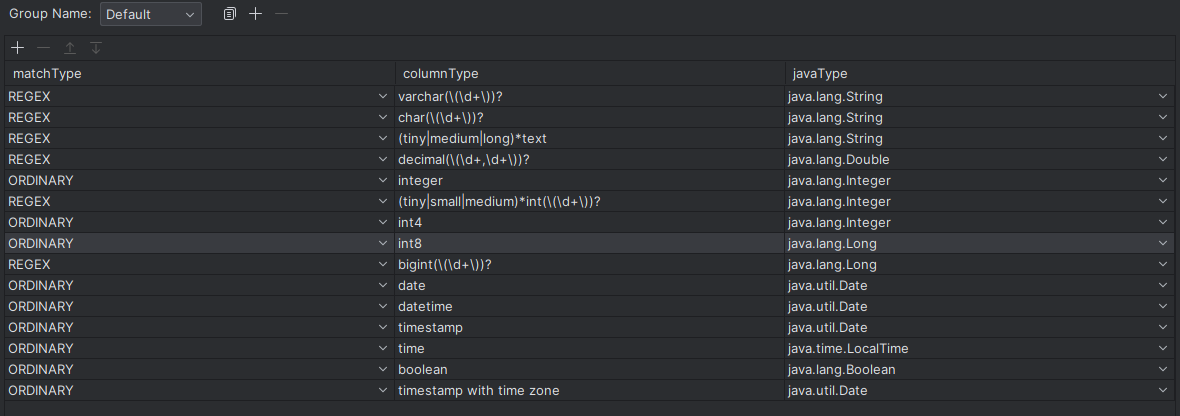 Group Name: Default
matchType columnType javaType
REGEX varchar(\(\d+\))? java.lang.String
REGEX char(\(\d+\))? java.lang.String
REGEX (tiny|medium|long)*text java.lang.String
REGEX decimal(\(\d+,\d+\))? java.lang.Double
ORDINARY integer java.lang.Integer
REGEX (tiny|small|medium)*int(\(\d+\))? java.lang.Integer
ORDINARY int4 java.lang.Integer
ORDINARY int8 java.lang.Long
REGEX bigint(\(\d+\))? java.lang.Long
ORDINARY date java.util.Date
ORDINARY datetime java.util.Date
ORDINARY timestamp java.util.Date
ORDINARY time java.time.LocalTime
ORDINARY boolean java.lang.Boolean
ORDINARY timestamp with time zone java.util.Date